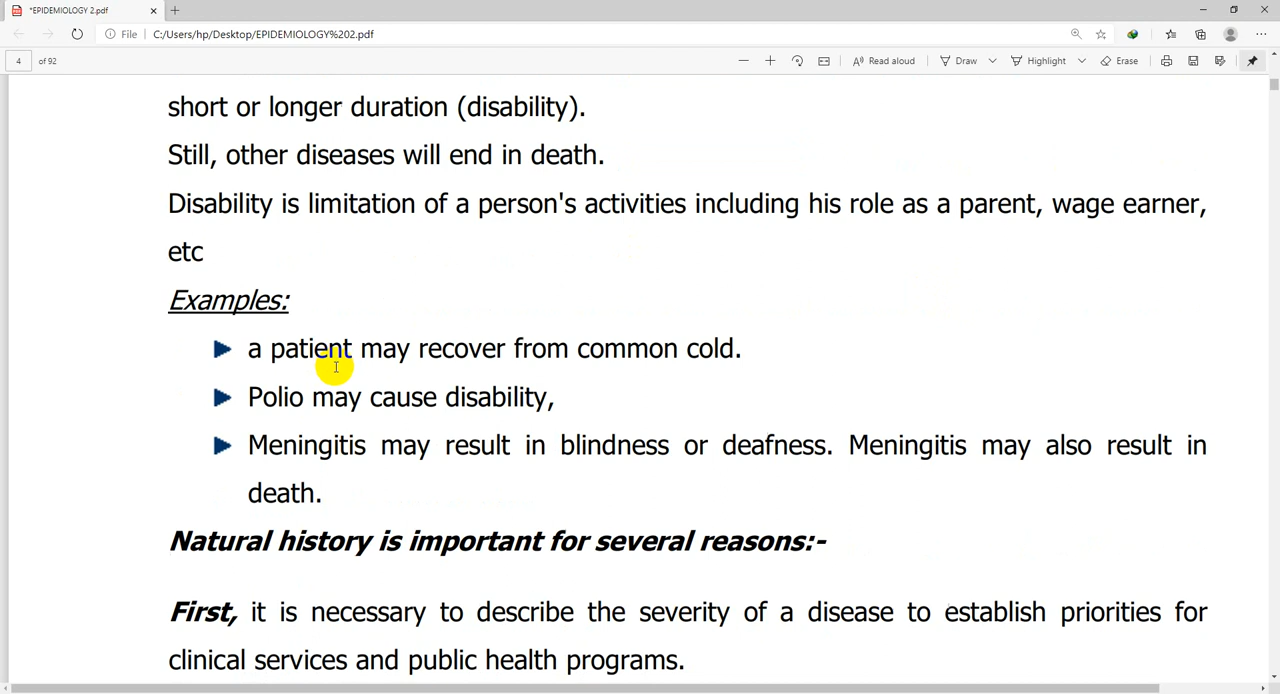 *EPIDEMIOLOGY 2.pdf
File C:/Users/hp/Desktop/EPIDEMIOLOGY%202.pdf
4 of 92 Read aloud Draw Highlight Erase
short or longer duration (disability).
Still, other diseases will end in death.
Disability is limitation of a person's activities including his role as a parent, wage earner,
etc
Examples:
a patient may recover from common cold.
Polio may cause disability,
Meningitis may result in blindness or deafness. Meningitis may also result in
death.
Natural history is important for several reasons:-
First, it is necessary to describe the severity of a disease to establish priorities for
clinical services and public health programs.